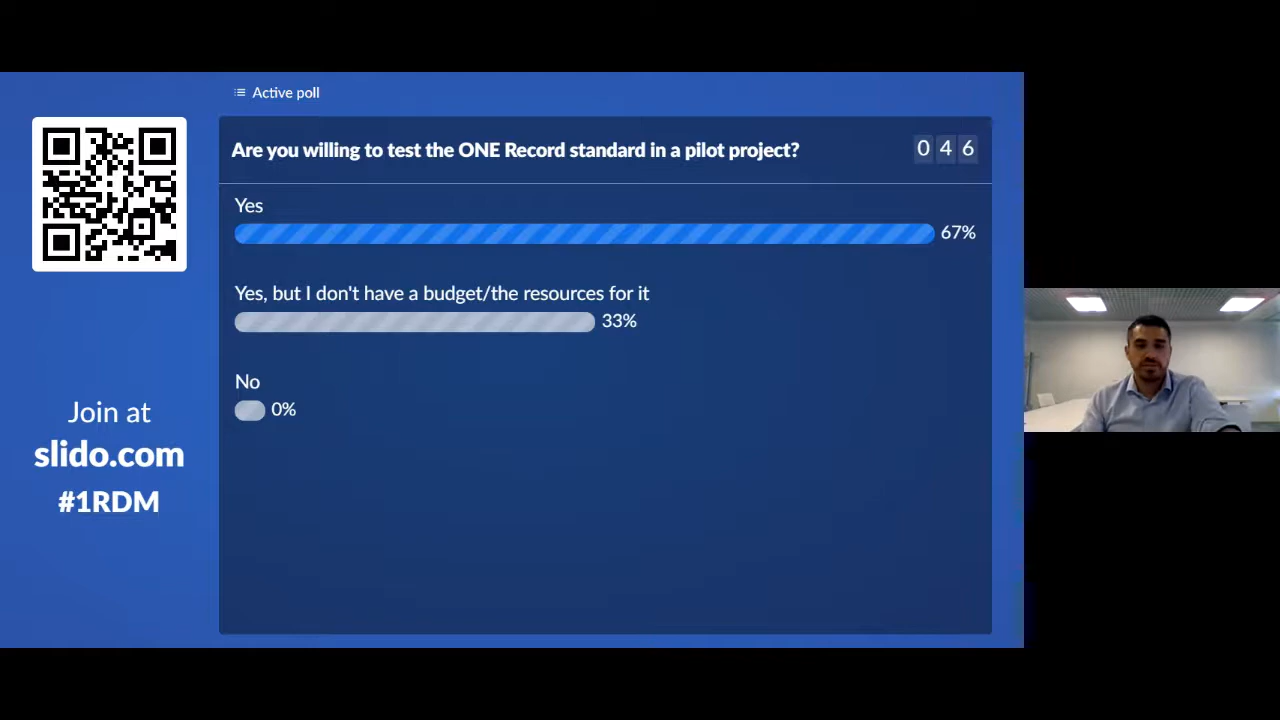 Active poll
Are you willing to test the ONE Record standard in a pilot project?
0 4 6
Yes
67%
Yes, but I don't have a budget/the resources for it
33%
No
0%
Join at
slido.com
#1RDM